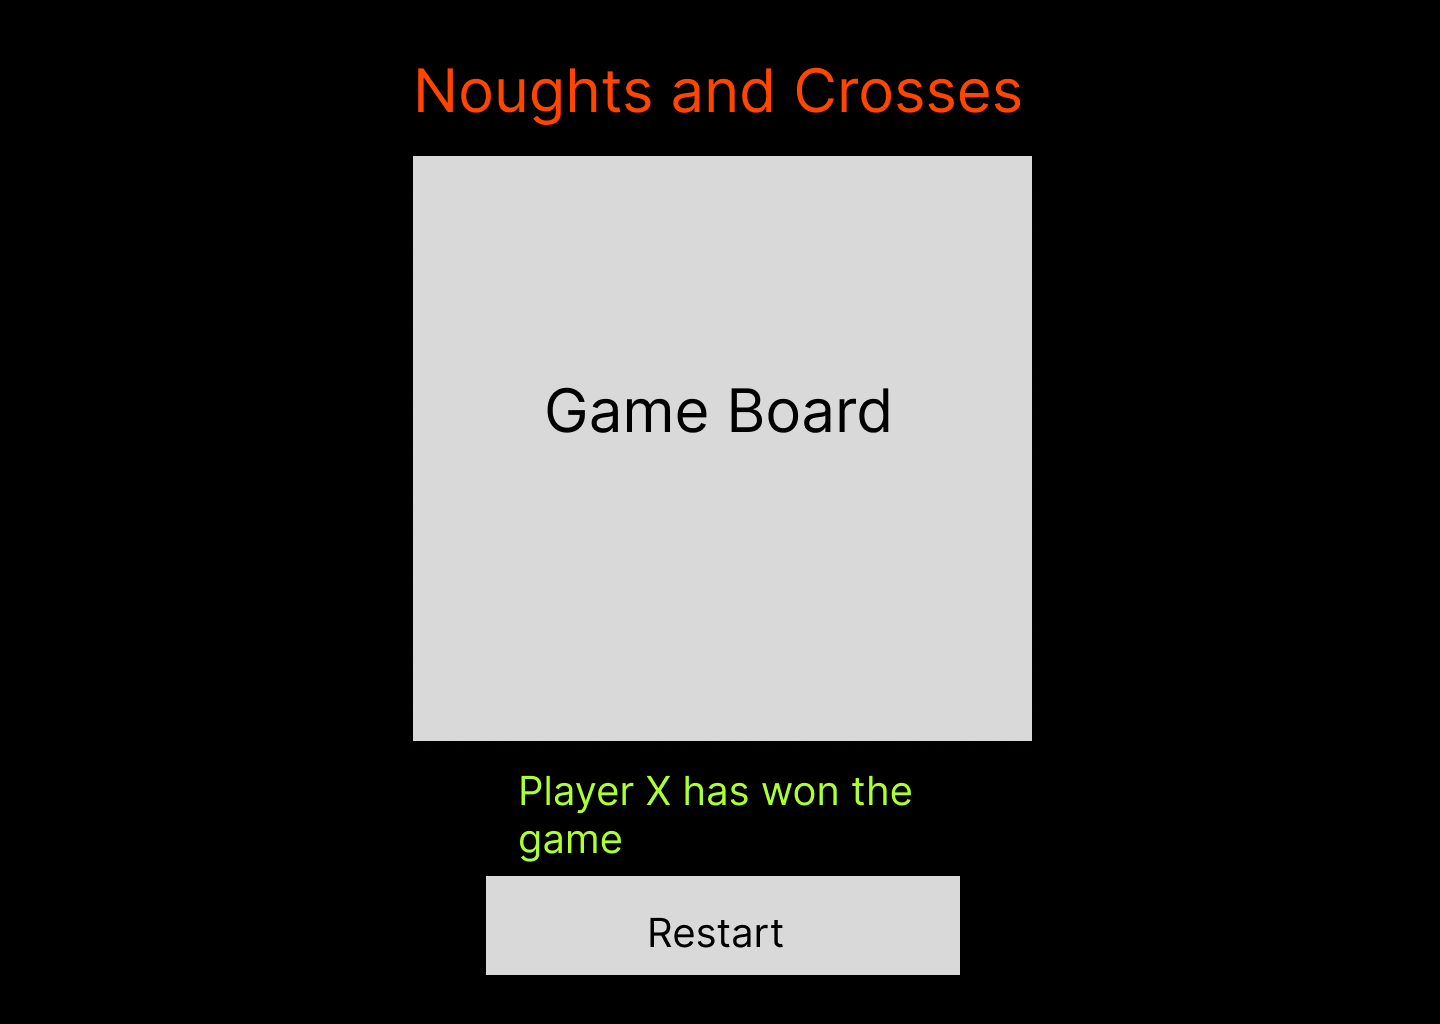 Noughts and Crosses
Game Board
Player X has won the
game
Restart